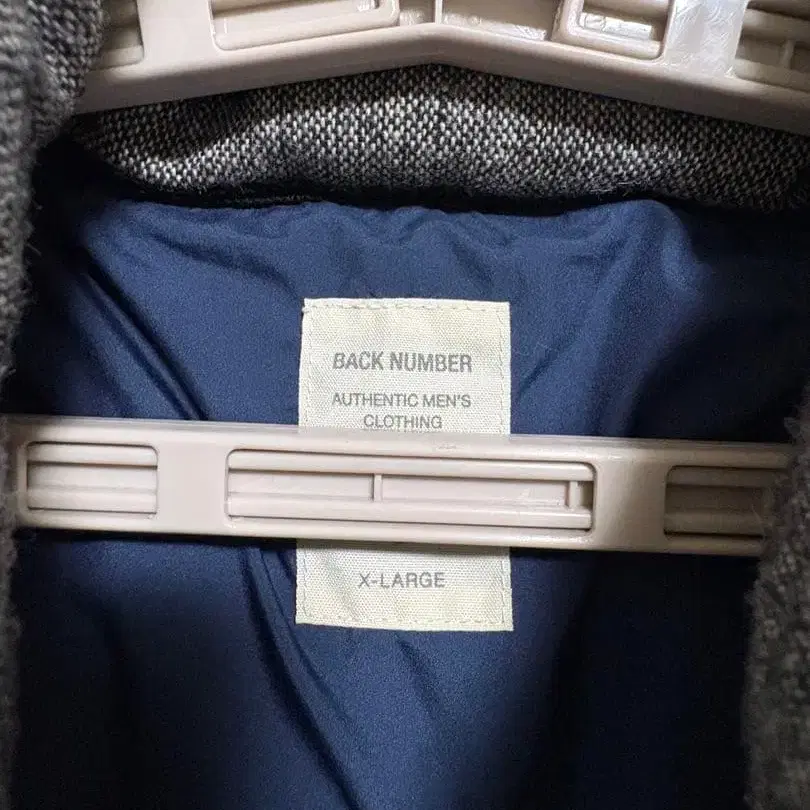 BACK NUMBER
AUTHENTIC MEN'S
CLOTHING
X-LARGE